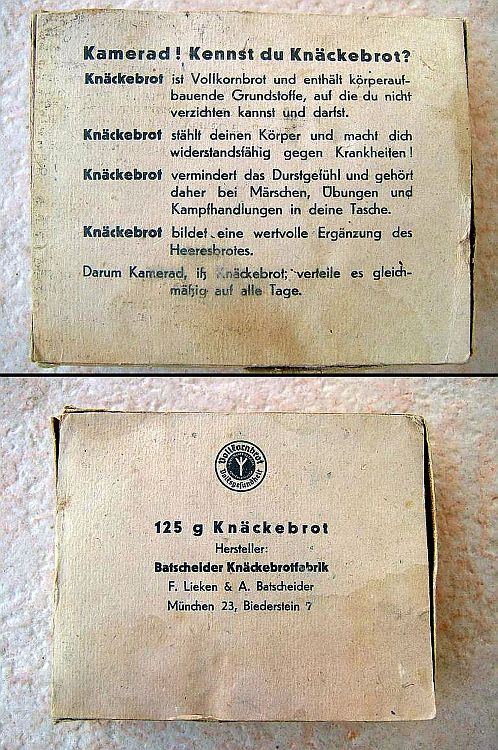 Kamerad! Kennst du Knäckebrot?
Knäckebrot ist Vollkornbrot und enthält körperauf-
bauende Grundstoffe, auf die du nicht
verzichten kannst und darfst.
Knäckebrot stählt deinen Körper und macht dich
widerstandsfähig gegen Krankheiten!
Knäckebrot vermindert das Durstgefühl und gehört
daher bei Märschen, Übungen und
Kampfhandlungen in deine Tasche.
Knäckebrot bildet eine wertvolle Ergänzung des
Heeresbrotes.
Darum Kamerad, iß Knäckebrot; verteile es gleich-
mäßig auf alle Tage.
Vollkornbrot
Volksgesundheit
125 g Knäckebrot
Hersteller:
Batscheider Knäckebrotfabrik
F. Lieken & A. Batscheider
München 23, Biederstein 7